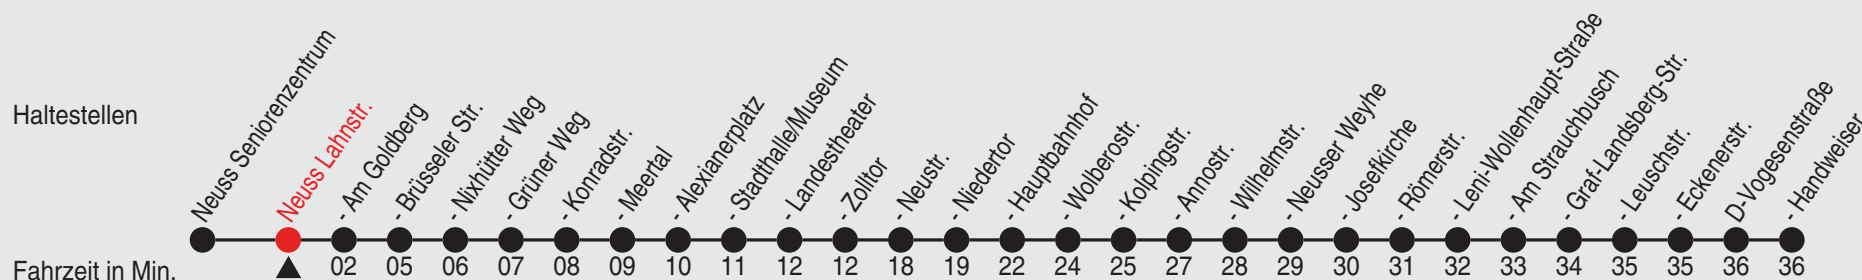 Haltestellen
Neuss Seniorenzentrum
Neuss Lahnstr.
- Am Goldberg
- Brüsseler Str.
- Nixhütter Weg
- Grüner Weg
- Konradstr.
- Meertal
- Alexianerplatz
- Stadthalle/Museum
- Landestheater
- Zolltor
- Neustr.
- Niedertor
- Hauptbahnhof
- Wolberostr.
- Kolpingstr.
- Annostr.
- Wilhelmstr.
- Neusser Weyhe
- Josefkirche
- Römerstr.
- Leni-Wollenhaupt-Straße
- Am Strauchbusch
- Graf-Landsberg-Str.
- Leuschstr.
- Eckenerstr.
D-Vogesenstraße
- Handweiser
Fahrzeit in Min. 02 05 06 07 08 09 10 11 12 12 18 19 22 24 25 27 28 29 30 31 32 33 34 35 35 36 36